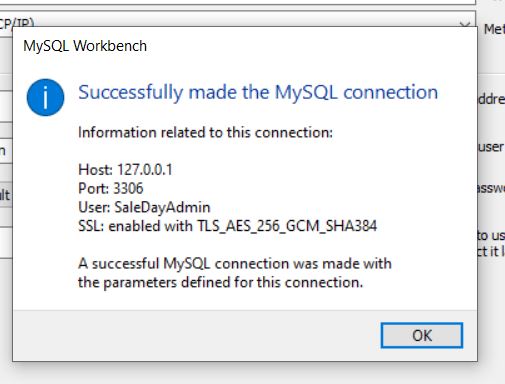 CP/IP)
MySQL Workbench
Met
Successfully made the MySQL connection
Information related to this connection:
Host: 127.0.0.1
Port: 3306
User: SaleDayAdmin
SSL: enabled with TLS_AES_256_GCM_SHA384
A successful MySQL connection was made with
the parameters defined for this connection.
OK
ddre
user
assw
to us
ct it l
n
ult